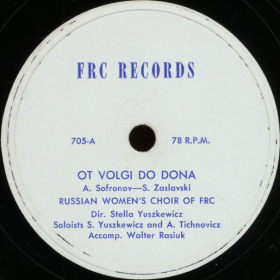 FRC RECORDS
705-A 78 R.P.M.
OT VOLGI DO DONA
A. Sofronov—S. Zaslavski
RUSSIAN WOMEN'S CHOIR OF FRC
Dir. Stella Yuszkewicz
Soloists S. Yuszkewicz and A. Tichnovicz
Accomp. Walter Rasiuk